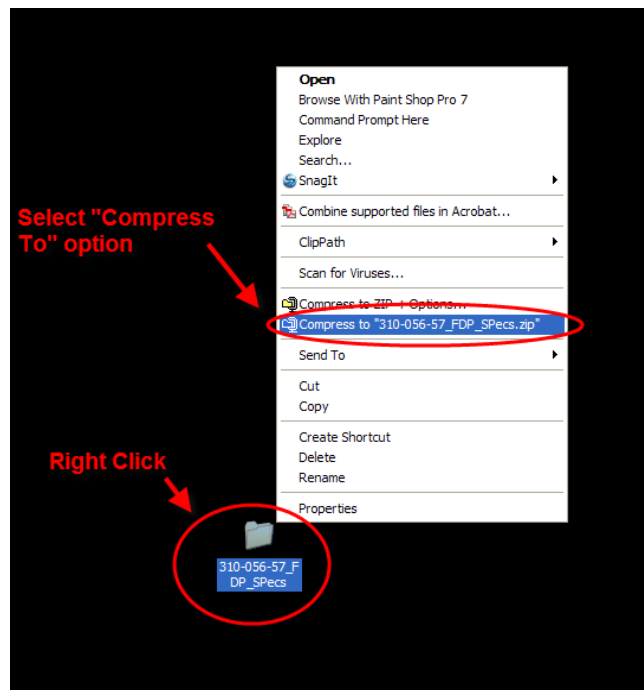 Open
Browse With Paint Shop Pro 7
Command Prompt Here
Explore
Search...
SnagIt
Combine supported files in Acrobat...
ClipPath
Scan for Viruses...
Compress to ZIP + Options...
Compress to "310-056-57_FDP_SPecs.zip"
Send To
Cut
Copy
Create Shortcut
Delete
Rename
Properties
Select "Compress
To" option
Right Click
310-056-57_F
DP_SPecs